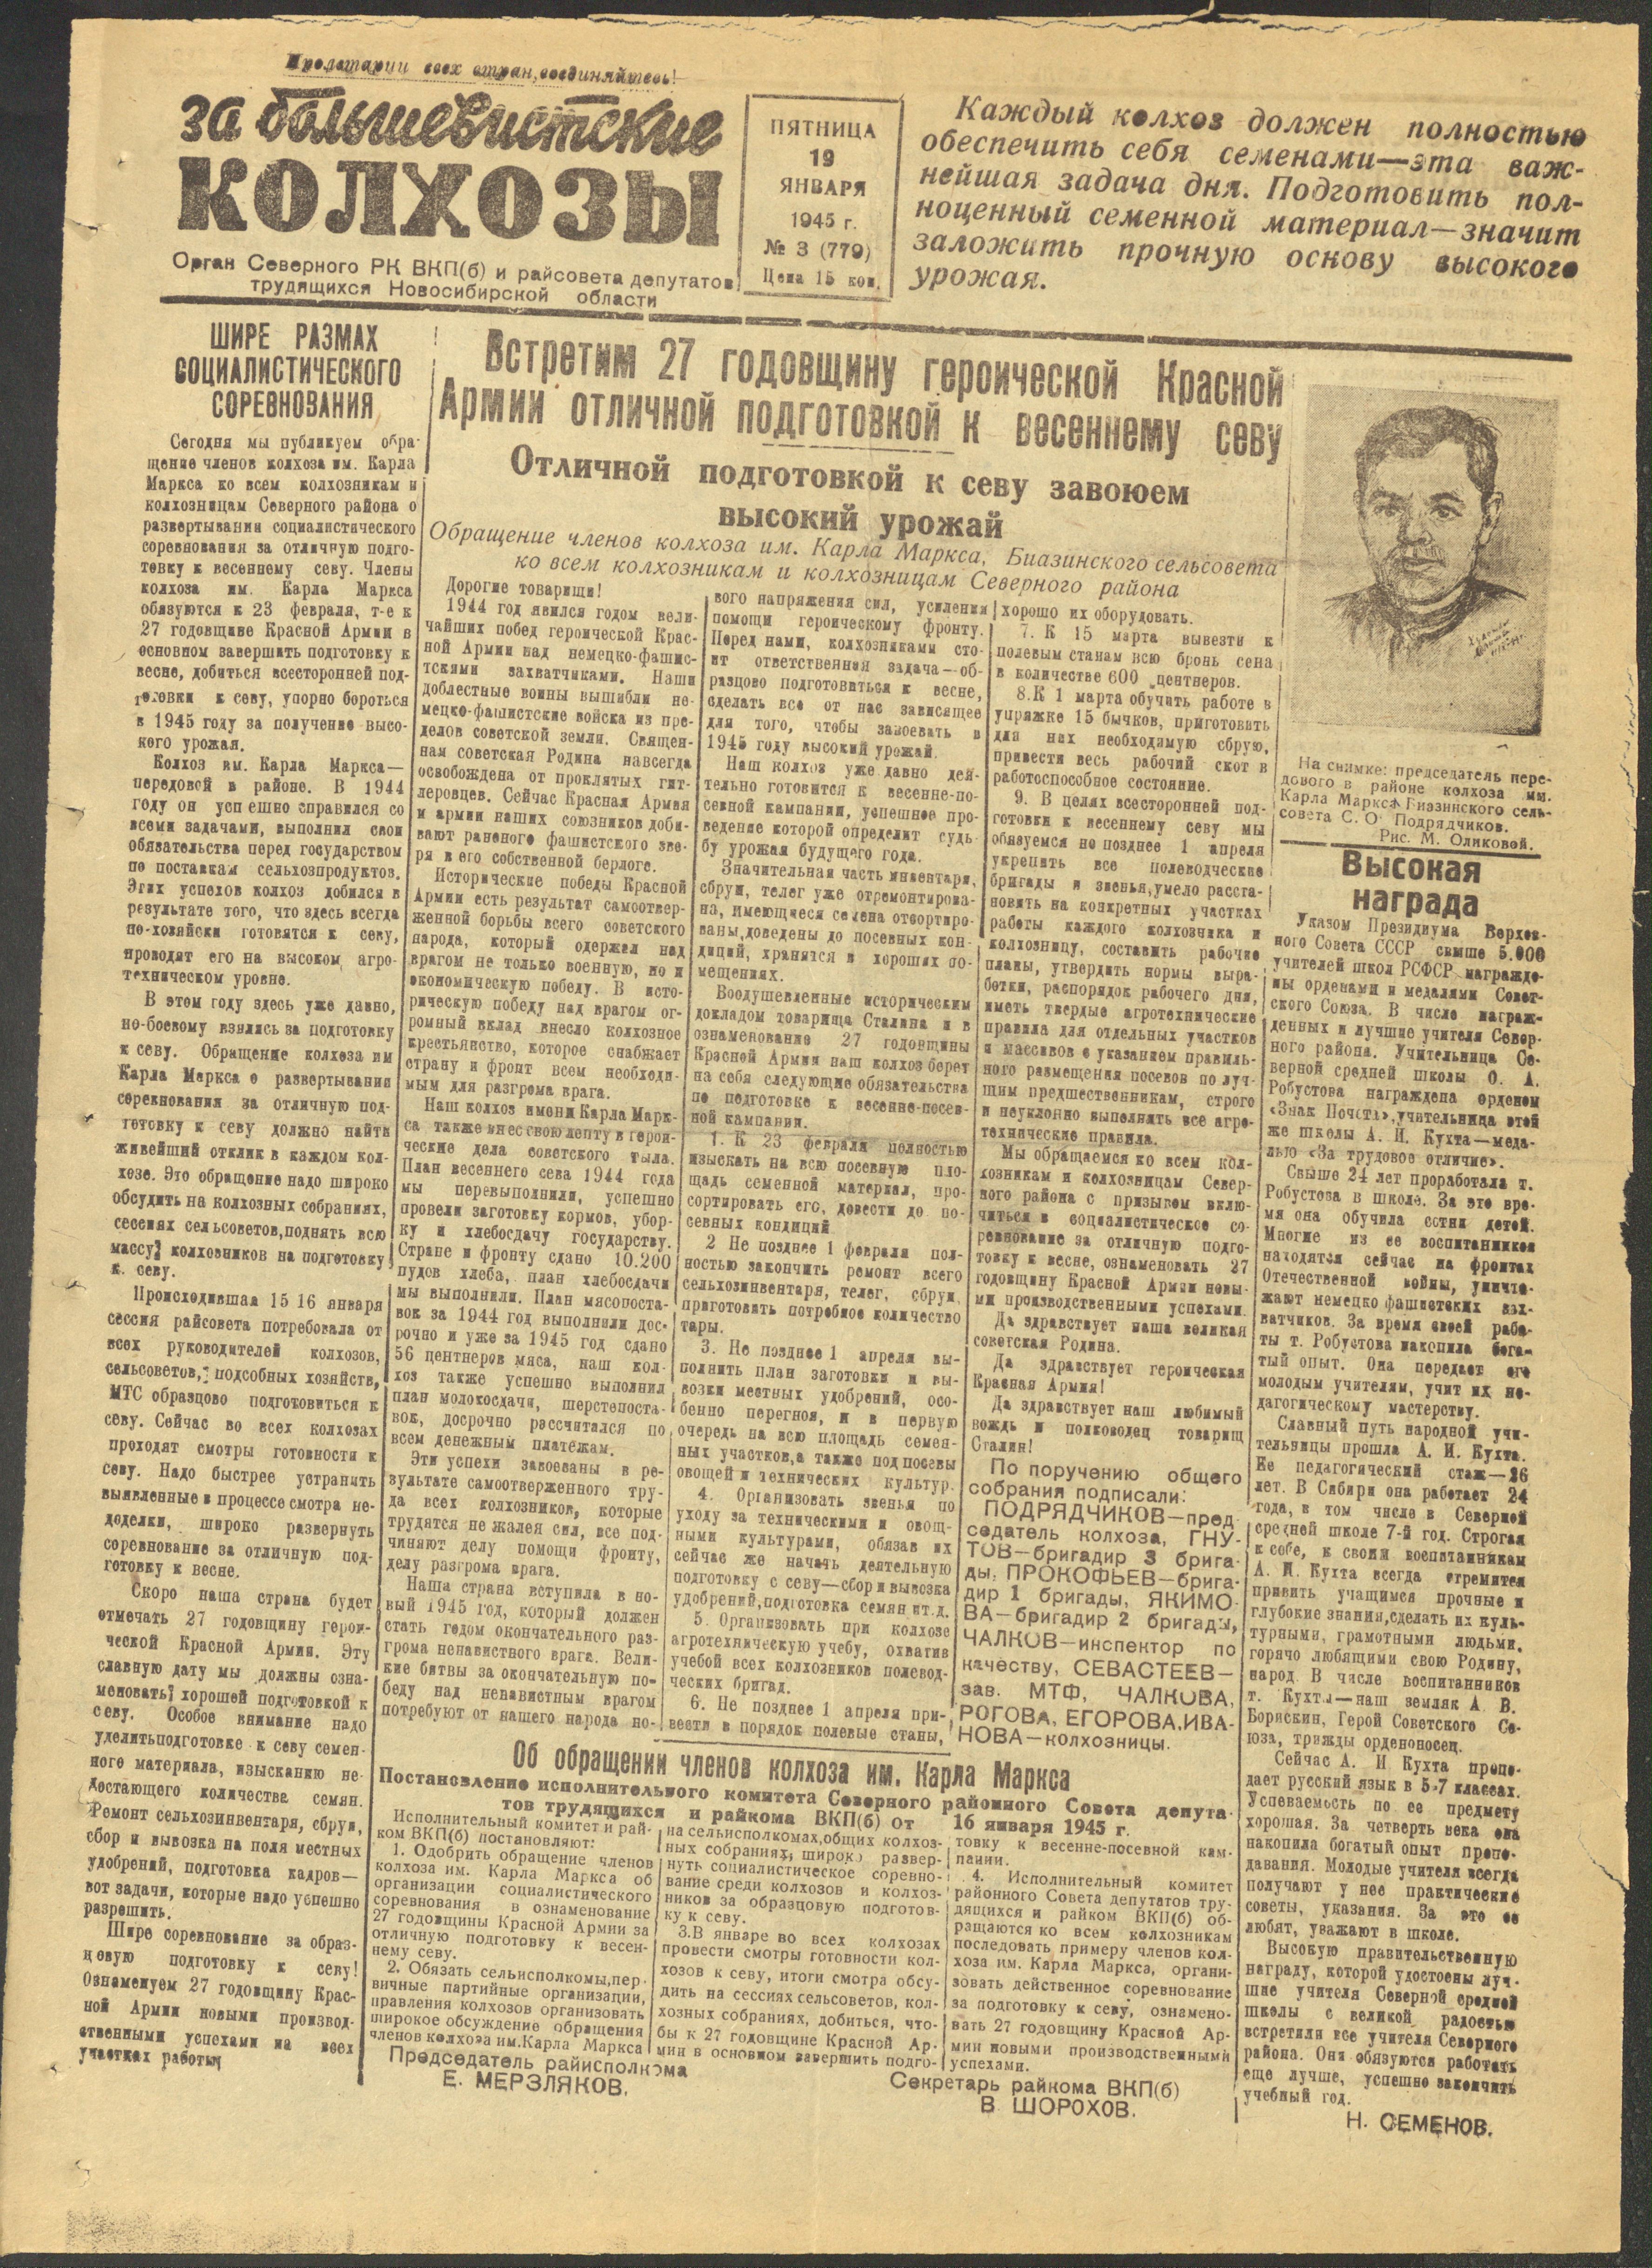 Пролетарии всех стран, соединяйтесь!
за большевистские
КОЛХОЗЫ
Орган Северного РК ВКП(б) и райсовета депутатов
трудящихся Новосибирской области
ПЯТНИЦА
19
ЯНВАРЯ
1945 г.
№ 3 (779)
Цена 15 коп.
Каждый колхоз должен полностью
обеспечить себя семенами—эта важ-
нейшая задача дня. Подготовить пол-
ноценный семенной материал—значит
заложить прочную основу высокого
урожая.
ШИРЕ РАЗМАХ
СОЦИАЛИСТИЧЕСКОГО
СОРЕВНОВАНИЯ
Сегодня мы публикуем обра-
щение членов колхоза им. Карла
Маркса ко всем колхозникам и
колхозницам Северного района о
развертывании социалистического
соревнования за отличную подго-
товку к весеннему севу. Члены
колхоза им. Карла Маркса
обязуются к 23 февраля, т-е к
27 годовщине Красной Армии в
основном завершить подготовку к
весне, добиться всесторонней под-
готовки к севу, упорно бороться
в 1945 году за получение высо-
кого урожая.
Колхоз им. Карла Маркса—
передовой в районе. В 1944
году он успешно справился со
всеми задачами, выполнил свои
обязательства перед государством
по поставкам сельхозпродуктов.
Этих успехов колхоз добился в
результате того, что здесь всегда
по-хозяйски готовятся к севу,
проводят его на высоком агро-
техническом уровне.
В этом году здесь уже давно,
по-боевому взялись за подготовку
к севу. Обращение колхоза им
Карла Маркса о развертывании
соревнования за отличную под-
готовку к севу должно найти
живейший отклик в каждом кол-
хозе. Это обращение надо широко
обсудить на колхозных собраниях,
сессиях сельсоветов, поднять всю
массу колхозников на подготовку
к севу.
Происходившая 15 16 января
сессия райсовета потребовала от
всех руководителей колхозов,
сельсоветов, подсобных хозяйств,
МТС образцово подготовиться к
севу. Сейчас во всех колхозах
проходят смотры готовности к
севу. Надо быстрее устранить
выявленные в процессе смотра не-
доделки, широко развернуть
соревнование за отличную под-
готовку к весне.
Скоро наша страна будет
отмечать 27 годовщину герои-
ческой Красной Армии. Эту
славную дату мы должны озна-
меновать хорошей подготовкой к
севу. Особое внимание надо
уделить подготовке к севу семен-
ного материала, изысканию не-
достающего количества семян.
Ремонт сельхозинвентаря, сбруи,
сбор и вывозка на поля местных
удобрений, подготовка кадров—
вот задачи, которые надо успешно
разрешить.
Шире соревнование за образ-
цовую подготовку к севу!
Ознаменуем 27 годовщину Крас-
ной Армии новыми производ-
ственными успехами на всех
участках работы!
Встретим 27 годовщину героической Красной
Армии отличной подготовкой к весеннему севу
Отличной подготовкой к севу завоюем
высокий урожай
Обращение членов колхоза им. Карла Маркса, Биазинского сельсовета
ко всем колхозникам и колхозницам Северного района
Дорогие товарищи!
1944 год явился годом вели-
чайших побед героической Крас-
ной Армии над немецко-фашис-
тскими захватчиками. Наши
доблестные воины вышибли не-
мецко-фашистские войска из пре-
делов советской земли. Священ-
ная советская Родина навсегда
освобождена от проклятых гит-
леровцев. Сейчас Красная Армия
и армии наших союзников доби-
вают раненого фашистского зве-
ря в его собственной берлоге.
Исторические победы Красной
Армии есть результат самоотвер-
женной борьбы всего советского
народа, который одержал над
врагом не только военную, но и
экономическую победу. В исто-
рическую победу над врагом ог-
ромный вклад внесло колхозное
крестьянство, которое снабжает
страну и фронт всем необходи-
мым для разгрома врага.
Наш колхоз имени Карла Марк-
са также внес свою лепту в герои-
ческие дела советского тыла.
План весеннего сева 1944 года
мы перевыполнили, успешно
провели заготовку кормов, убор-
ку и хлебосдачу государству.
Стране и фронту сдано 10.200
пудов хлеба, план хлебосдачи
мы выполнили. План мясопоста-
вок за 1944 год выполнили дос-
рочно и уже за 1945 год сдано
56 центнеров мяса, наш кол-
хоз также успешно выполнил
план молокосдачи, шерстепоста-
вок, досрочно рассчитался по
всем денежным платежам.
Эти успехи завоеваны в ре-
зультате самоотверженного тру-
да всех колхозников, которые
трудятся не жалея сил, все под-
чиняют делу помощи фронту,
делу разгрома врага.
Наша страна вступила в но-
вый 1945 год, который должен
стать годом окончательного раз-
грома ненавистного врага. Вели-
кие битвы за окончательную по-
беду над ненавистным врагом
потребуют от нашего народа но-
вого напряжения сил, усиления
помощи героическому фронту.
Перед нами, колхозниками сто-
ит ответственная задача—об-
разцово подготовиться к весне,
сделать все от нас зависящее
для того, чтобы завоевать в
1945 году высокий урожай.
Наш колхоз уже давно дея-
тельно готовится к весенне-по-
севной кампании, успешное про-
ведение которой определит судь-
бу урожая будущего года.
Значительная часть инвентаря,
сбруи, телег уже отремонтирова-
на, имеющиеся семена отсортиро-
ваны, доведены до посевных кон-
диций, хранятся в хороших по-
мещениях.
Воодушевленные историческим
докладом товарища Сталина и в
ознаменование 27 годовщины
Красной Армии наш колхоз берет
на себя следующие обязательства
по подготовке к весенне-посев-
ной кампании.
1. К 23 февраля полностью
изыскать на всю посевную пло-
щадь семенной материал, про-
сортировать его, довести до по-
севных кондиций.
2 Не позднее 1 февраля пол-
ностью закончить ремонт всего
сельхозинвентаря, телег, сбруи,
приготовить потребное количество
тары.
3. Не позднее 1 апреля вы-
полнить план заготовки и вы-
возки местных удобрений, осо-
бенно перегноя, и в первую
очередь на всю площадь семен-
ных участков, а также под посевы
овощей и технических культур.
4. Организовать звенья по
уходу за техническими и овощ-
ными культурами, обязав их
сейчас же начать деятельную
подготовку с севу—сбор и вывозка
удобрений, подготовка семян и т.д.
5. Организовать при колхозе
агротехническую учебу, охватив
учебой всех колхозников полевод-
ческих бригад.
6. Не позднее 1 апреля при-
вести в порядок полевые станы,
хорошо их оборудовать.
7. К 15 марта вывезти к
полевым станам всю бронь сена
в количестве 600 центнеров.
8. К 1 марта обучить работе в
упряжке 15 бычков, приготовить
для них необходимую сбрую,
привести весь рабочий скот в
работоспособное состояние.
9. В целях всесторонней под-
готовки к весеннему севу мы
обязуемся не позднее 1 апреля
укрепить все полеводческие
бригады и звенья, умело расста-
новить на конкретных участках
работы каждого колхозника и
колхозницу, составить рабочие
планы, утвердить нормы выра-
ботки, распорядок рабочего дня,
иметь твердые агротехнические
правила для отдельных участков
и массивов с указанием правиль-
ного размещения посевов по луч-
шим предшественникам, строго
и неуклонно выполнять все агро-
технические правила.
Мы обращаемся ко всем кол-
хозникам и колхозницам Север-
ного района с призывом вклю-
читься в социалистическое со-
ревнование за отличную подго-
товку к весне, ознаменовать 27
годовщину Красной Армии новы-
ми производственными успехами.
Да здравствует наша великая
советская Родина.
Да здравствует героическая
Красная Армия!
Да здравствует наш любимый
вождь и полководец товарищ
Сталин!
По поручению общего
собрания подписали:
ПОДРЯДЧИКОВ—пред-
седатель колхоза, ГНУ-
ТОВ—бригадир 3 брига-
ды, ПРОКОФЬЕВ—брига-
дир 1 бригады, ЯКИМО-
ВА—бригадир 2 бригады,
ЧАЛКОВ—инспектор по
качеству, СЕВАСТЕЕВ—
зав. МТФ, ЧАЛКОВА,
РОГОВА, ЕГОРОВА, ИВА-
НОВА—колхозницы.
На снимке: председатель пере-
дового в районе колхоза им.
Карла Маркса Биазинского сель-
совета С. О. Подрядчиков.
Рис. М. Оликовой.
Высокая
награда
Указом Президиума Верхов-
ного Совета СССР свыше 5.000
учителей школ РСФСР награжде-
ны орденами и медалями Совет-
ского Союза. В числе награж-
денных и лучшие учителя Север-
ного района. Учительница Се-
верной средней школы О. А.
Робустова награждена орденом
«Знак Почета», учительница этой
же школы А. И. Кухта—меда-
лью «За трудовое отличие».
Свыше 24 лет проработала т.
Робустова в школе. За это вре-
мя она обучила сотни детей.
Многие из ее воспитанников
находятся сейчас на фронтах
Отечественной войны, уничто-
жают немецко фашистских зах-
ватчиков. За время своей рабо-
ты т. Робустова накопила бога-
тый опыт. Она передает его
молодым учителям, учит их пе-
дагогическому мастерству.
Славный путь народной учи-
тельницы прошла А. И. Кухта.
Ее педагогический стаж—26
лет. В Сибири она работает 24
года, в том числе в Северной
средней школе 7-й год. Строгая
к себе, к своим воспитанникам
А. И. Кухта всегда стремится
привить учащимся прочные и
глубокие знания, сделать их куль-
турными, грамотными людьми,
горячо любящими свою Родину,
народ. В числе воспитанников
т. Кухты—наш земляк А. В.
Борискин, Герой Советского Со-
юза, трижды орденоносец.
Сейчас А. И Кухта препо-
дает русский язык в 5-7 классах.
Успеваемость по ее предмету
хорошая. За четверть века она
накопила богатый опыт препо-
давания. Молодые учителя всегда
получают у нее практические
советы, указания. За это ее
любят, уважают в школе.
Высокую правительственную
награду, которой удостоены луч-
шие учителя Северной средней
школы с великой радостью
встретили все учителя Северного
района. Они обязуются работать
еще лучше, успешно закончить
учебный год.
Н. СЕМЕНОВ.
Об обращении членов колхоза им. Карла Маркса
Постановление исполнительного комитета Северного районного Совета депута-
тов трудящихся и райкома ВКП(б) от 16 января 1945 г.
Исполнительный комитет и рай-
ком ВКП(б) постановляют:
1. Одобрить обращение членов
колхоза им. Карла Маркса об
организации социалистического
соревнования в ознаменование
27 годовщины Красной Армии за
отличную подготовку к весен-
нему севу.
2. Обязать сельисполкомы, пер-
вичные партийные организации,
правления колхозов организовать
широкое обсуждение обращения
членов колхоза им. Карла Маркса
на сельисполкомах, общих колхоз-
ных собраниях, широко развер-
нуть социалистическое соревно-
вание среди колхозов и колхоз-
ников за образцовую подготов-
ку к севу.
3. В январе во всех колхозах
провести смотры готовности кол-
хозов к севу, итоги смотра обсу-
дить на сессиях сельсоветов, кол-
хозных собраниях, добиться, что-
бы к 27 годовщине Красной Ар-
мии в основном завершить подго-
товку к весенне-посевной кам-
пании.
4. Исполнительный комитет
районного Совета депутатов тру-
дящихся и райком ВКП(б) об-
ращаются ко всем колхозникам
последовать примеру членов кол-
хоза им. Карла Маркса, органи-
зовать действенное соревнование
за подготовку к севу, ознамено-
вать 27 годовщину Красной Ар-
мии новыми производственными
успехами.
Председатель райисполкома
Е. МЕРЗЛЯКОВ.
Секретарь райкома ВКП(б)
В ШОРОХОВ.